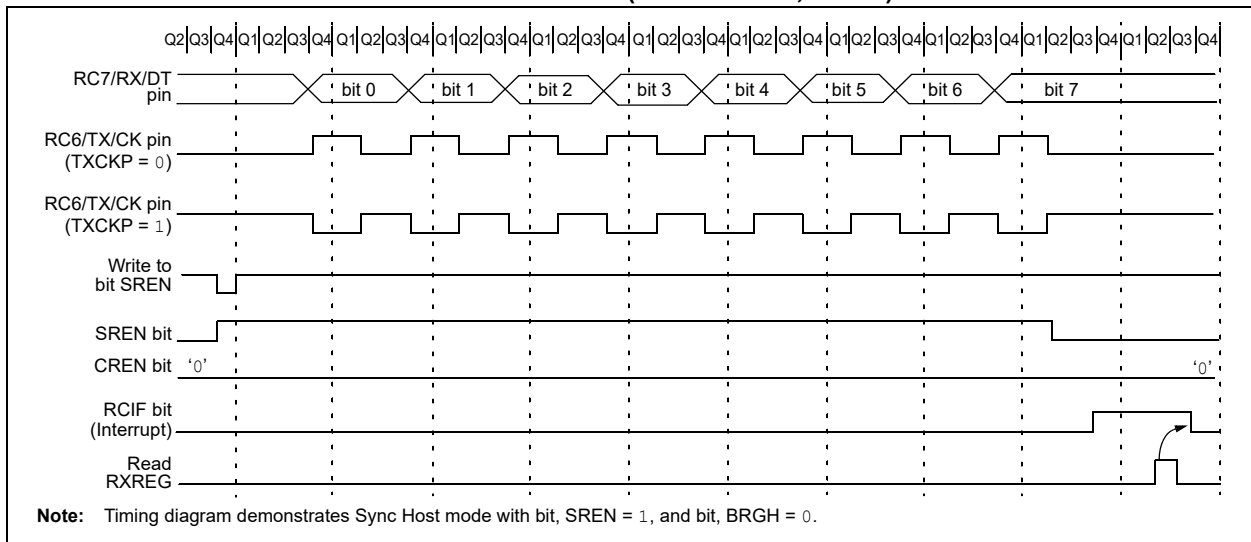 Q2 Q3 Q4 Q1 Q2 Q3 Q4 Q1 Q2 Q3 Q4 Q1 Q2 Q3 Q4 Q1 Q2 Q3 Q4 Q1 Q2 Q3 Q4 Q1 Q2 Q3 Q4 Q1 Q2 Q3 Q4 Q1 Q2 Q3 Q4 Q1 Q2 Q3 Q4 Q1 Q2 Q3 Q4
RC7/RX/DT
pin
bit 0 bit 1 bit 2 bit 3 bit 4 bit 5 bit 6 bit 7
RC6/TX/CK pin
(TXCKP = 0)
RC6/TX/CK pin
(TXCKP = 1)
Write to
bit SREN
SREN bit
CREN bit ‘0’ ‘0’
RCIF bit
(Interrupt)
Read
RXREG
Note: Timing diagram demonstrates Sync Host mode with bit, SREN = 1, and bit, BRGH = 0.